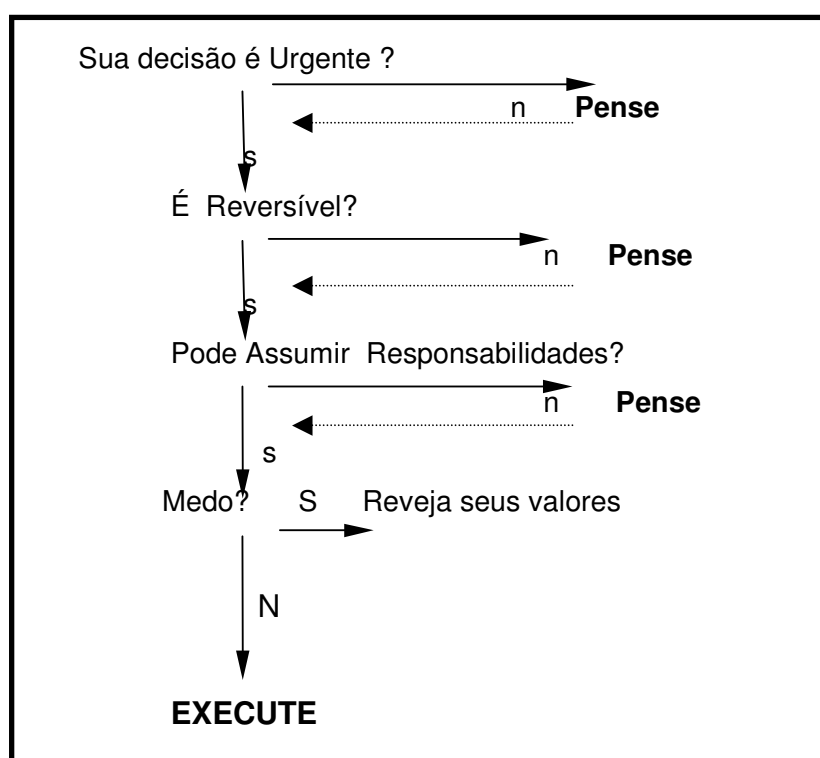 Sua decisão é Urgente ?
n Pense
s
É Reversível?
n Pense
s
Pode Assumir Responsabilidades?
n Pense
s
Medo? S Reveja seus valores
N
EXECUTE